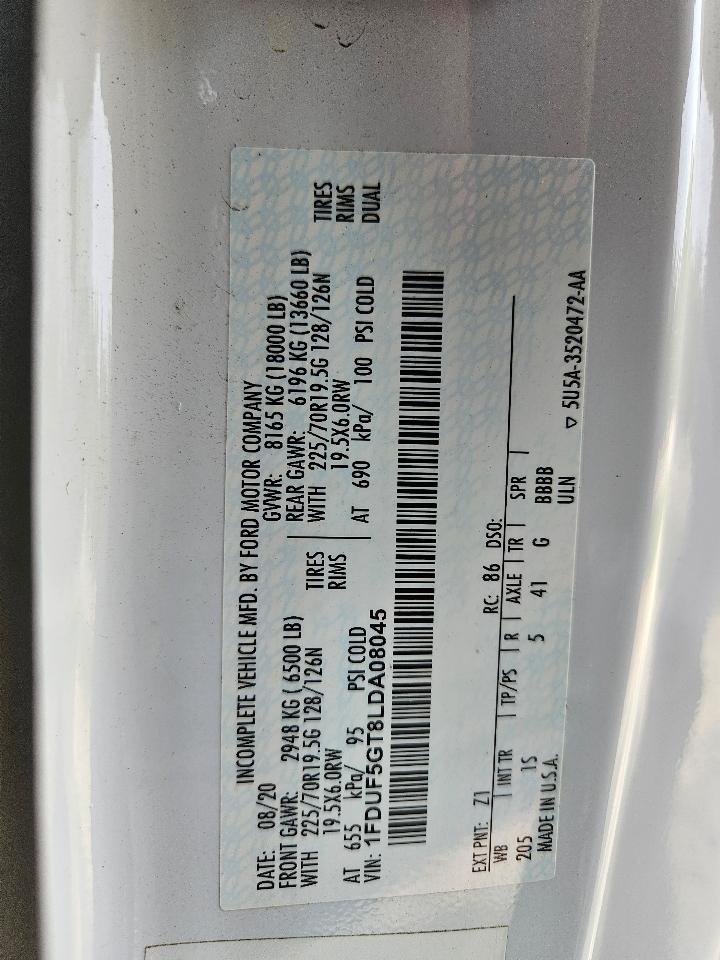 INCOMPLETE VEHICLE MFD. BY FORD MOTOR COMPANY
DATE: 08/20 GVWR: 8165 KG (18000 LB)
FRONT GAWR: 2948 KG ( 6500 LB) REAR GAWR: 6196 KG (13660 LB)
WITH 225/70R19.5G 128/126N TIRES WITH 225/70R19.5G 128/126N TIRES
19.5X6.0RW RIMS 19.5X6.0RW RIMS
AT 655 kPa/ 95 PSI COLD AT 690 kPa/ 100 PSI COLD DUAL
VIN: 1FDUF5GT8LDA08045
EXT PNT: Z1 RC: 86 DSO:
WB | INT TR | TP/PS | R | AXLE | TR | SPR |
205 IS 5 41 G BBBB
MADE IN U.S.A. ULN
▽ 5U5A-3520472-AA